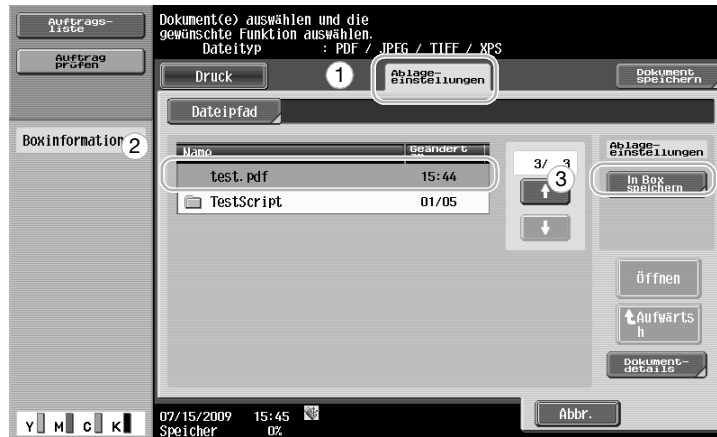 Auftrags-
liste
Auftrag
prüfen
Dokument(e) auswählen und die
gewünschte Funktion auswählen.
Dateityp : PDF / JPEG / TIFF / XPS
Druck
1
Ablage-
einstellungen
Dokument
speichern
Dateipfad
Boxinformation
2
Name
Geändert
test.pdf 15:44
TestScript 01/05
3/ 3
3
Ablage-
einstellungen
In Box
speichern
Öffnen
Aufwärts
h
Dokument-
details
07/15/2009 15:45
Speicher 0%
Abbr.
Y M C K